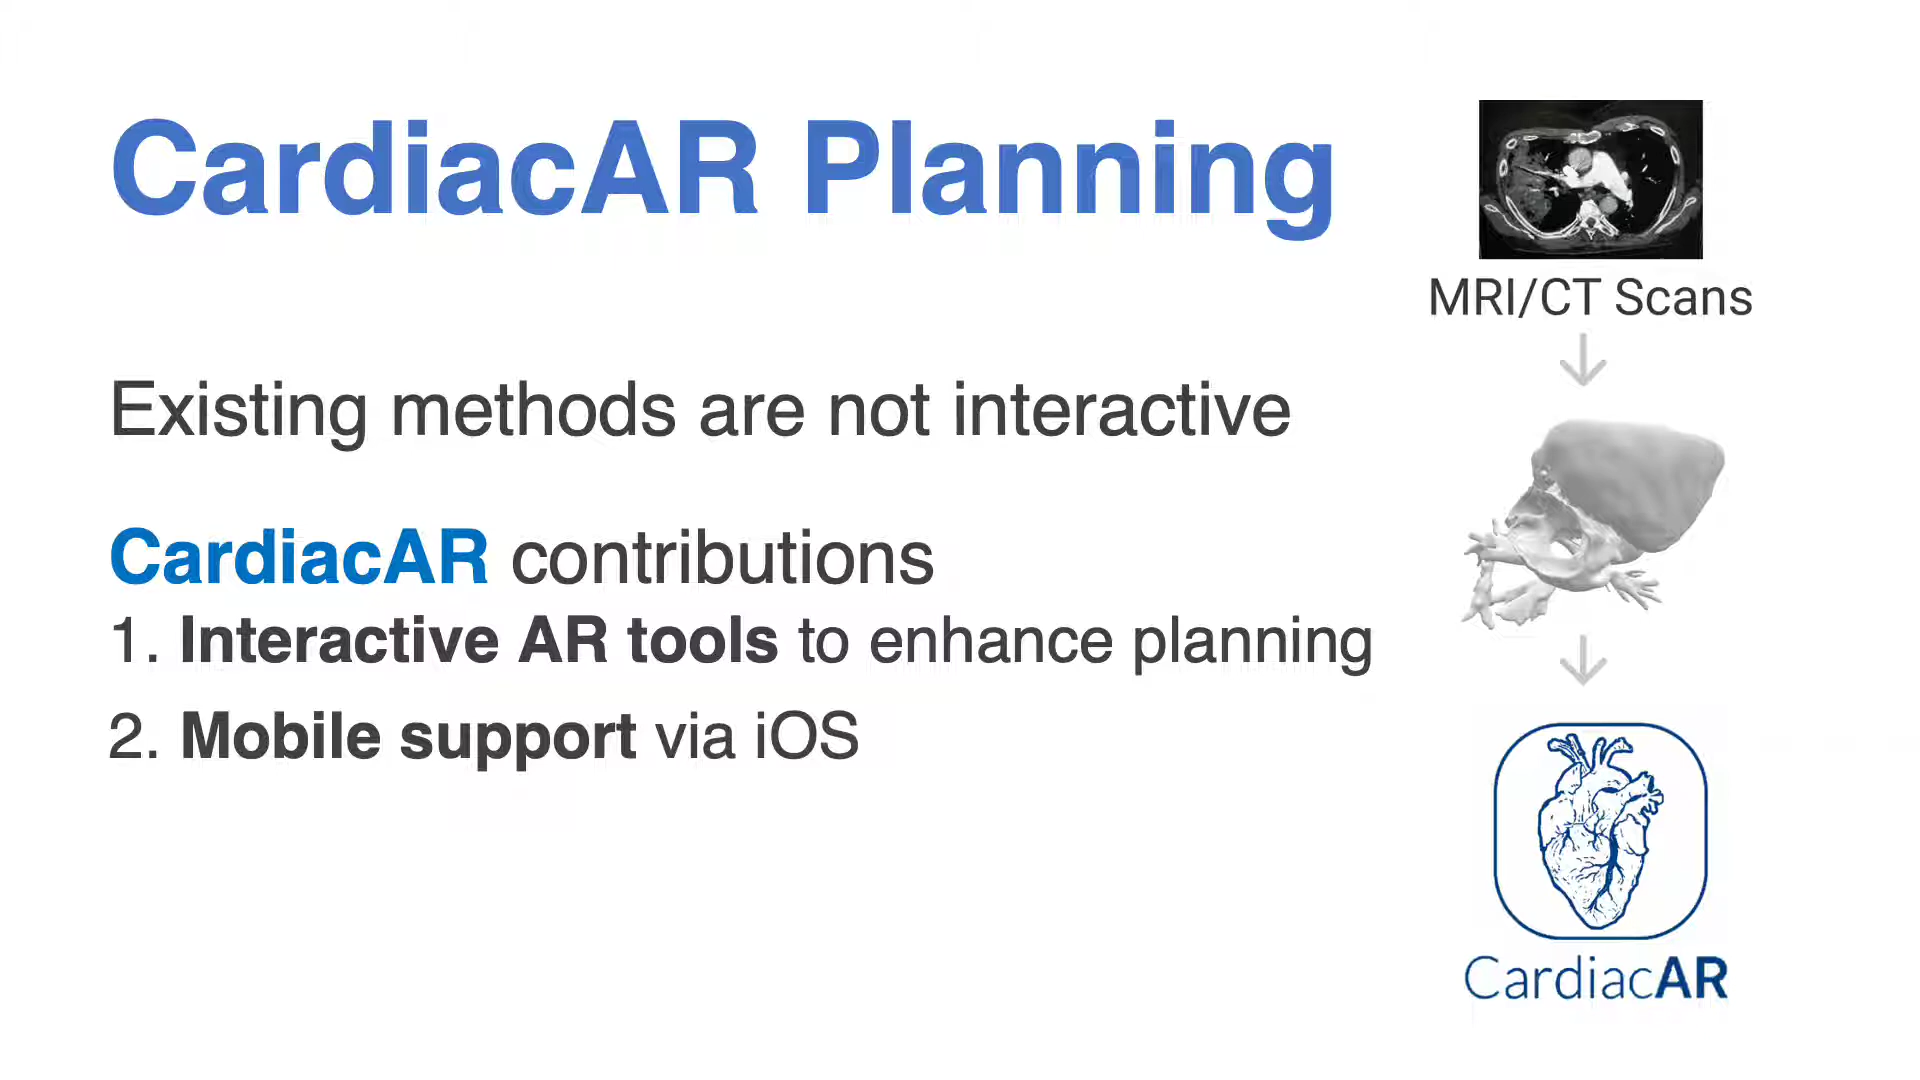 CardiacAR Planning
Existing methods are not interactive
CardiacAR contributions
1. Interactive AR tools to enhance planning
2. Mobile support via iOS
MRI/CT Scans
CardiacAR